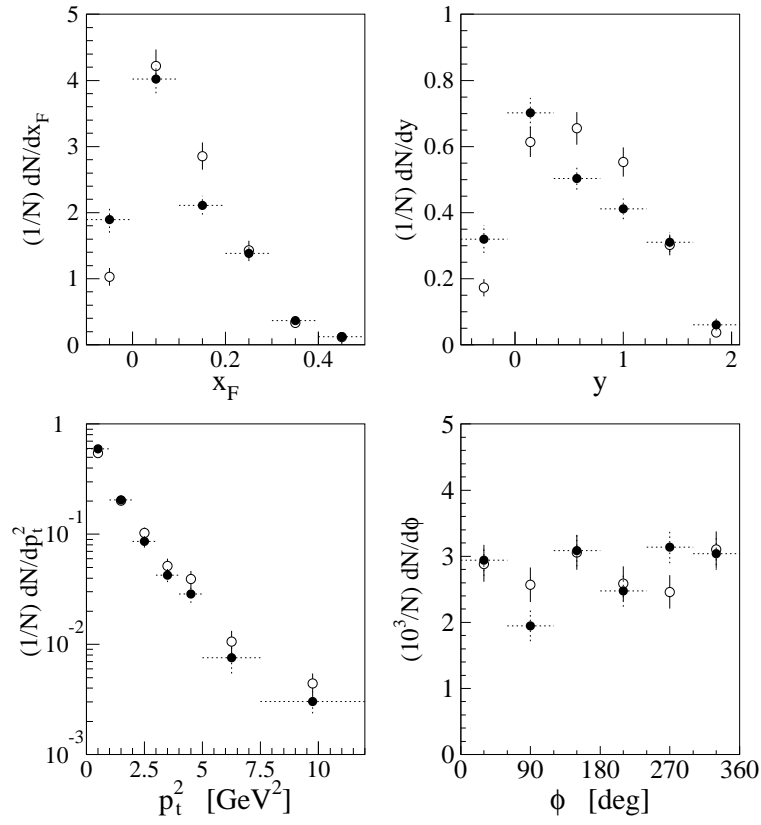 5
4
3
2
1
0
0 0.2 0.4
(1/N) dN/dx_F
x_F
1
0.8
0.6
0.4
0.2
0
0 1 2
(1/N) dN/dy
y
1
10^-1
10^-2
10^-3
0 2.5 5 7.5 10
(1/N) dN/dp_t^2
p_t^2 [GeV^2]
5
4
3
2
1
0
0 90 180 270 360
(10^3/N) dN/dϕ
ϕ [deg]